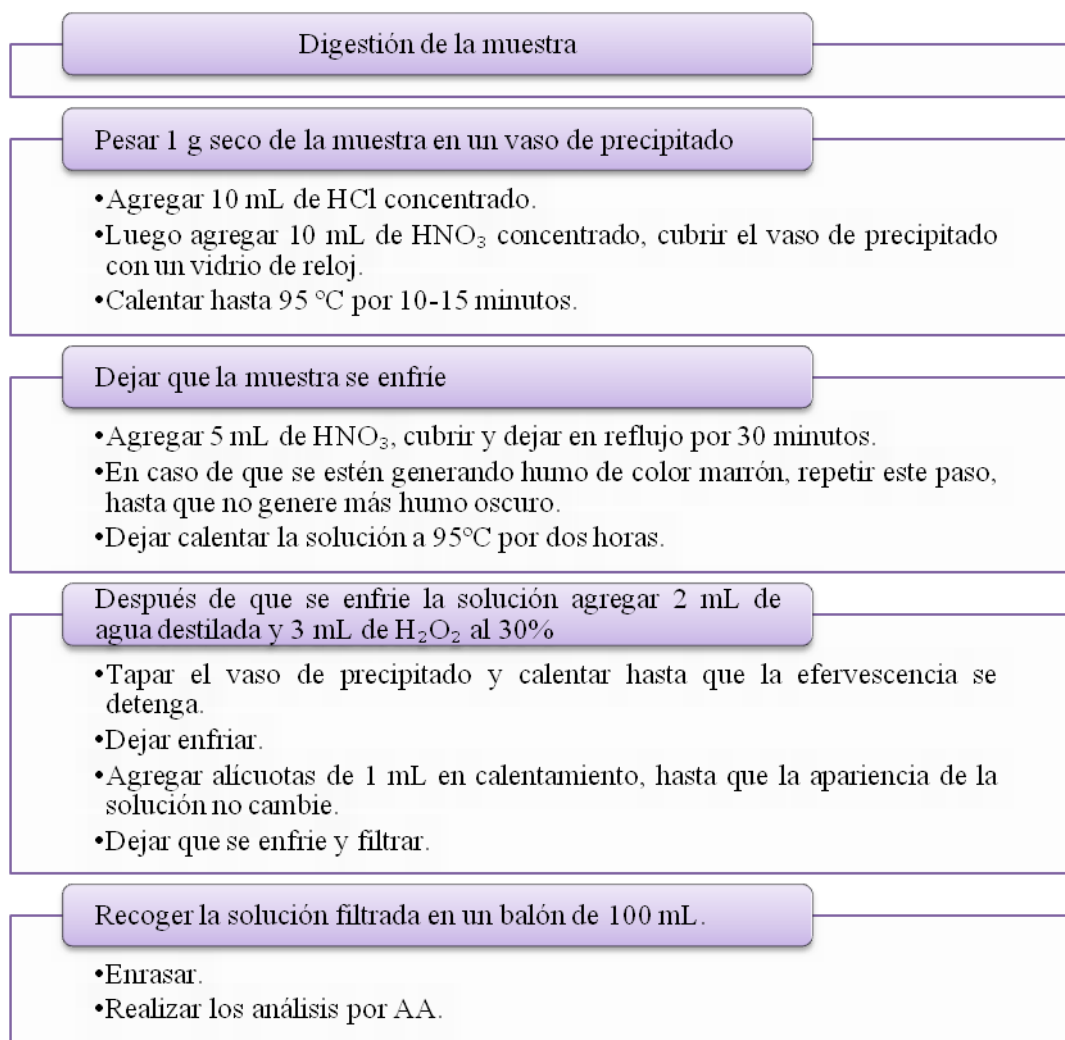 Digestión de la muestra
Pesar 1 g seco de la muestra en un vaso de precipitado
•Agregar 10 mL de HCl concentrado.
•Luego agregar 10 mL de HNO₃ concentrado, cubrir el vaso de precipitado
con un vidrio de reloj.
•Calentar hasta 95 °C por 10-15 minutos.
Dejar que la muestra se enfríe
•Agregar 5 mL de HNO₃, cubrir y dejar en reflujo por 30 minutos.
•En caso de que se estén generando humo de color marrón, repetir este paso,
hasta que no genere más humo oscuro.
•Dejar calentar la solución a 95°C por dos horas.
Después de que se enfrie la solución agregar 2 mL de
agua destilada y 3 mL de H₂O₂ al 30%
•Tapar el vaso de precipitado y calentar hasta que la efervescencia se
detenga.
•Dejar enfriar.
•Agregar alícuotas de 1 mL en calentamiento, hasta que la apariencia de la
solución no cambie.
•Dejar que se enfrie y filtrar.
Recoger la solución filtrada en un balón de 100 mL.
•Enrasar.
•Realizar los análisis por AA.